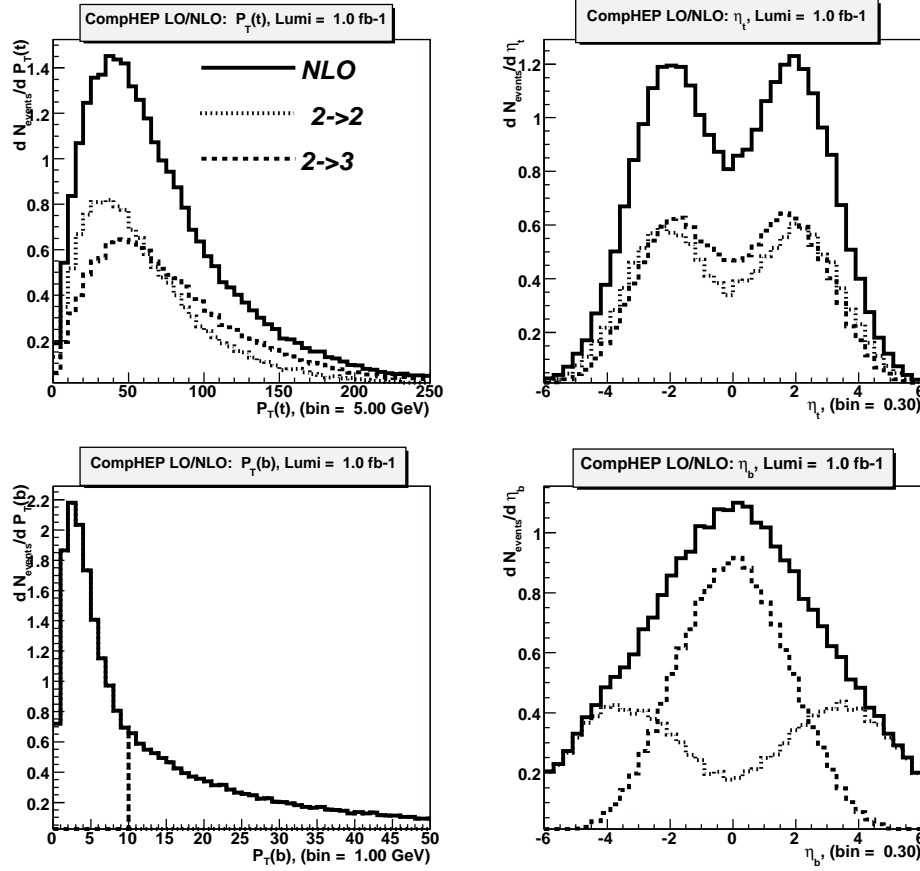 CompHEP LO/NLO: P_T(t), Lumi = 1.0 fb-1
d N_events/d P_T(t)
1.4
1.2
1
0.8
0.6
0.4
0.2
NLO
2->2
2->3
0 50 100 150 200 250
P_T(t), (bin = 5.00 GeV)
CompHEP LO/NLO: η_t, Lumi = 1.0 fb-1
d N_events/d η_t
1.2
1
0.8
0.6
0.4
0.2
-6 -4 -2 0 2 4 6
η_t, (bin = 0.30)
CompHEP LO/NLO: P_T(b), Lumi = 1.0 fb-1
d N_events/d P_T(b)
2.2
2
1.8
1.6
1.4
1.2
1
0.8
0.6
0.4
0.2
0 5 10 15 20 25 30 35 40 45 50
P_T(b), (bin = 1.00 GeV)
CompHEP LO/NLO: η_b, Lumi = 1.0 fb-1
d N_events/d η_b
1
0.8
0.6
0.4
0.2
-6 -4 -2 0 2 4 6
η_b, (bin = 0.30)